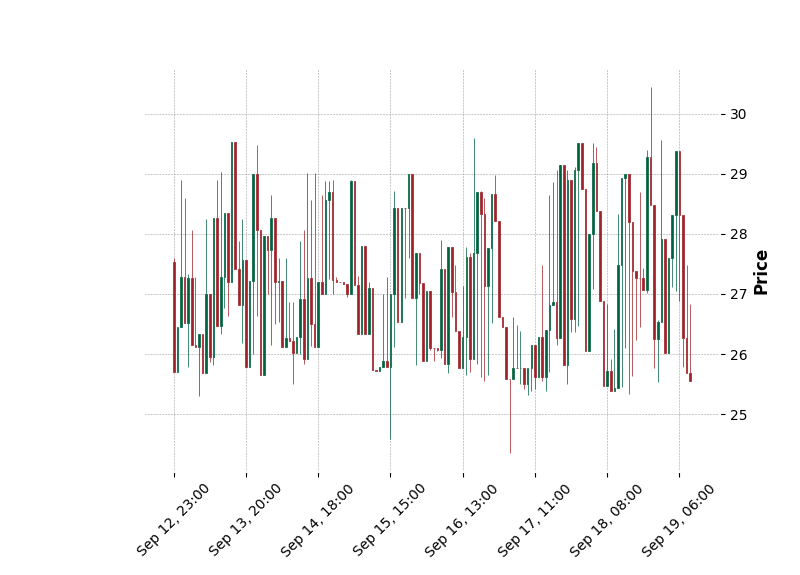 30
29
28
27
26
25
Price
Sep 12, 23:00
Sep 13, 20:00
Sep 14, 18:00
Sep 15, 15:00
Sep 16, 13:00
Sep 17, 11:00
Sep 18, 08:00
Sep 19, 06:00